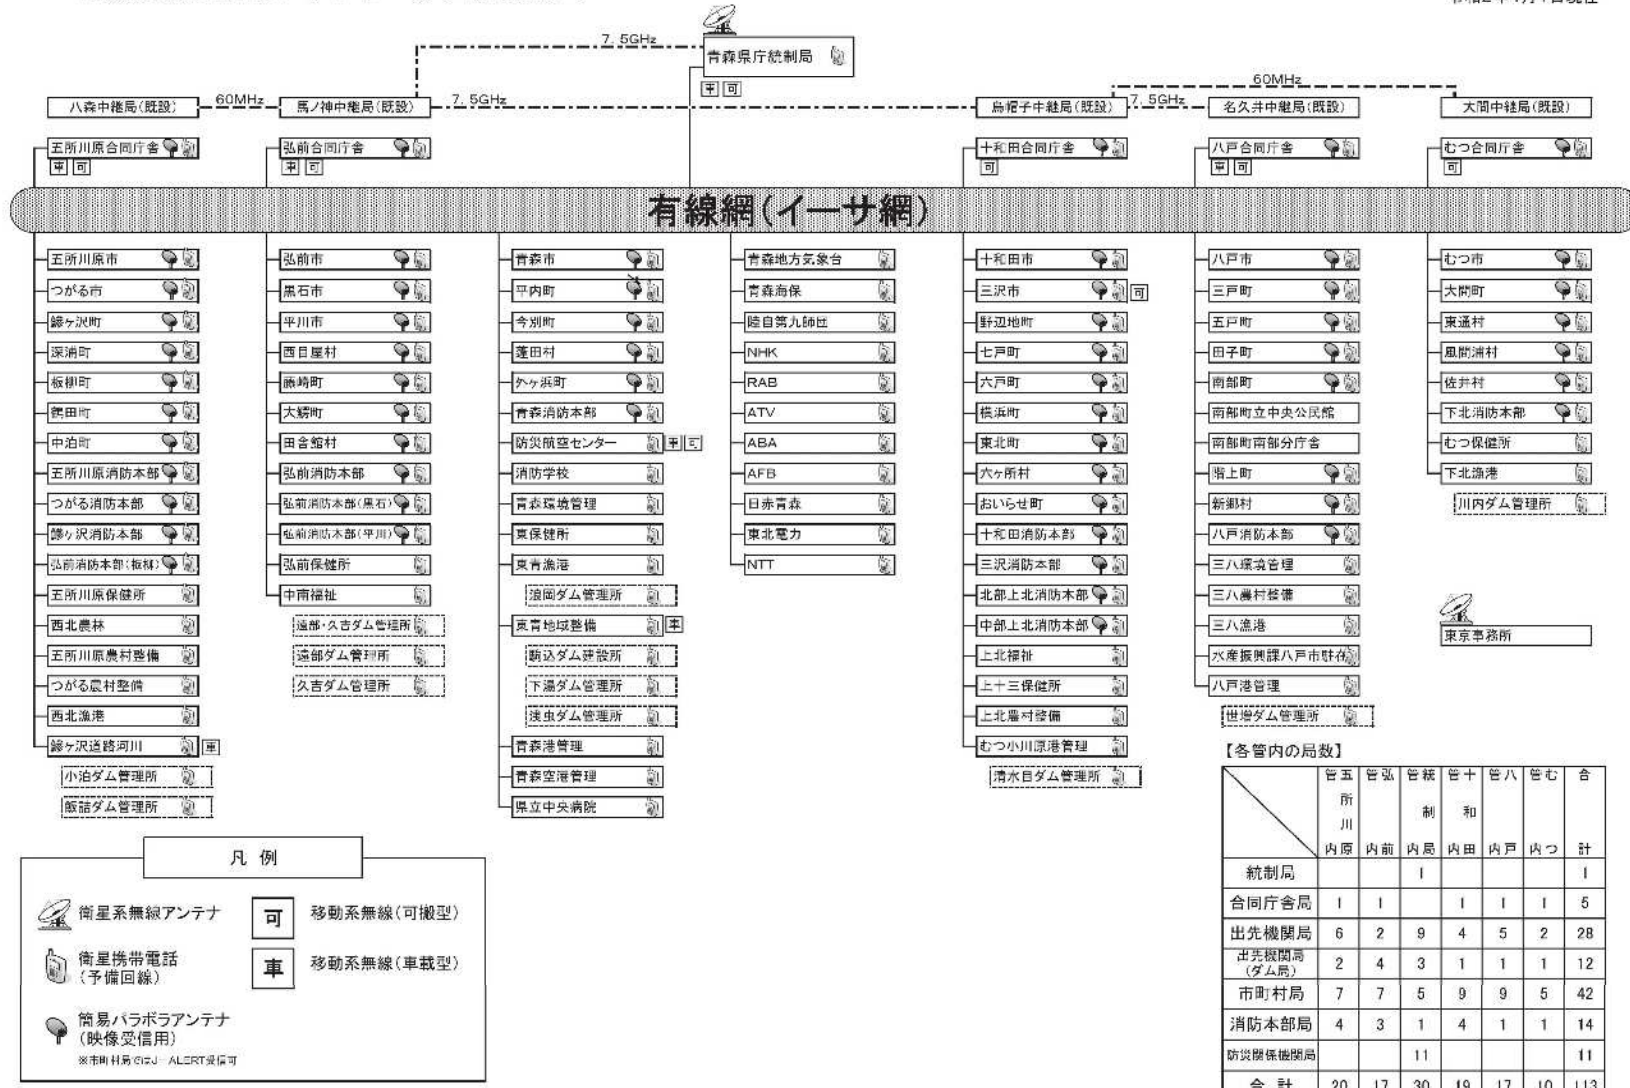 7.5GHz
青森県庁統制局
車 可
八森中継局(既設)
60MHz
馬ノ神中継局(既設)
7.5GHz
烏帽子中継局(既設)
7.5GHz
名久井中継局(既設)
60MHz
大間中継局(既設)
五所川原合同庁舎
車 可
弘前合同庁舎
車 可
十和田合同庁舎
可
八戸合同庁舎
車 可
むつ合同庁舎
可
有線網(イーサ網)
五所川原市
つがる市
鰺ヶ沢町
深浦町
板柳町
鶴田町
中泊町
五所川原消防本部
つがる消防本部
鰺ヶ沢消防本部
弘前消防本部(板柳)
五所川原保健所
西北農林
五所川原農村整備
つがる農村整備
西北漁港
鰺ヶ沢道路河川
車
小泊ダム管理所
飯詰ダム管理所
弘前市
黒石市
平川市
西目屋村
藤崎町
大鰐町
田舎館村
弘前消防本部
弘前消防本部(黒石)
弘前消防本部(平川)
弘前保健所
中南福祉
遠部・久吉ダム管理所
遠部ダム管理所
久吉ダム管理所
青森市
平内町
今別町
蓬田村
外ヶ浜町
青森消防本部
防災航空センター
車 可
消防学校
青森環境管理
東保健所
東青漁港
浪岡ダム管理所
東青地域整備
車
駒込ダム建設所
下湯ダム管理所
浅虫ダム管理所
青森港管理
青森空港管理
県立中央病院
青森地方気象台
青森海保
陸自第九師団
NHK
RAB
ATV
ABA
AFB
日赤青森
東北電力
NTT
十和田市
三沢市
可
野辺地町
七戸町
六戸町
横浜町
東北町
六ヶ所村
おいらせ町
十和田消防本部
三沢消防本部
北部上北消防本部
中部上北消防本部
上北福祉
上十三保健所
上北農村整備
むつ小川原港管理
清水目ダム管理所
八戸市
三戸町
五戸町
田子町
南部町
南部町立中央公民館
南部町南部分庁舎
階上町
新郷村
八戸消防本部
三八環境管理
三八農村整備
三八漁港
水産振興課八戸市駐在
八戸港管理
世増ダム管理所
むつ市
大間町
東通村
風間浦村
佐井村
下北消防本部
むつ保健所
下北漁港
川内ダム管理所
東京事務所
凡 例
衛星系無線アンテナ
可 移動系無線(可搬型)
衛星携帯電話
(予備回線)
車 移動系無線(車載型)
簡易パラボラアンテナ
(映像受信用)
※市町村局ではJ-ALERT受信可
【各管内の局数】
五所川原管内 弘前管内 統制局管内 十和田管内 八戸管内 むつ管内 合計
統制局 1 1
合同庁舎局 1 1 1 1 1 5
出先機関局 6 2 9 4 5 2 28
出先機関局
(ダム局) 2 4 3 1 1 1 12
市町村局 7 7 5 9 9 5 42
消防本部局 4 3 1 4 1 1 14
防災関係機関局 11 11
合 計 20 17 30 19 17 10 113